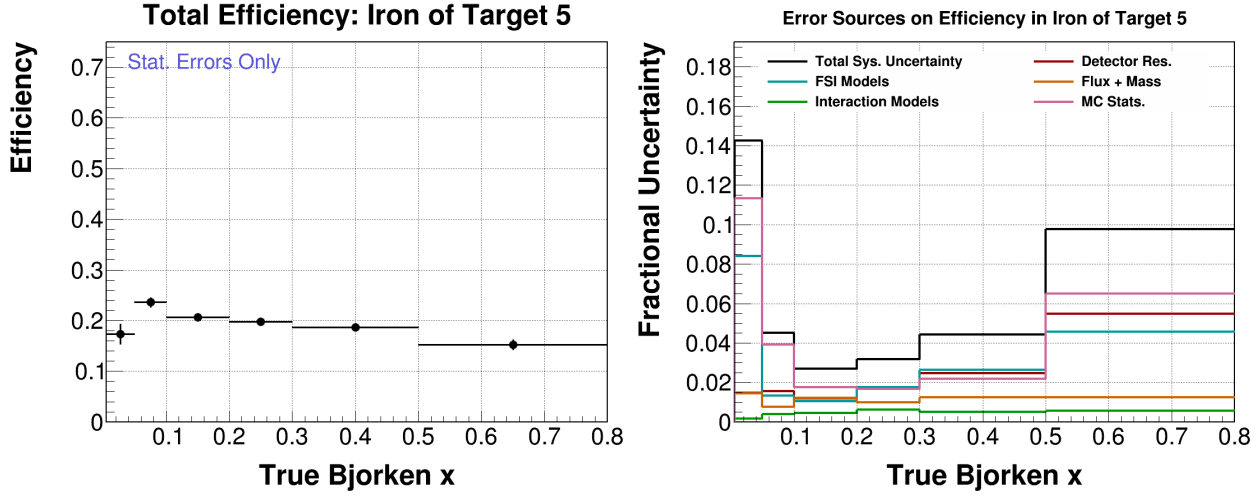 Total Efficiency: Iron of Target 5
Stat. Errors Only
Efficiency
0.7
0.6
0.5
0.4
0.3
0.2
0.1
0
0.1 0.2 0.3 0.4 0.5 0.6 0.7 0.8
True Bjorken x
Error Sources on Efficiency in Iron of Target 5
Total Sys. Uncertainty
FSI Models
Interaction Models
Detector Res.
Flux + Mass
MC Stats.
Fractional Uncertainty
0.18
0.16
0.14
0.12
0.1
0.08
0.06
0.04
0.02
0
0.1 0.2 0.3 0.4 0.5 0.6 0.7 0.8
True Bjorken x